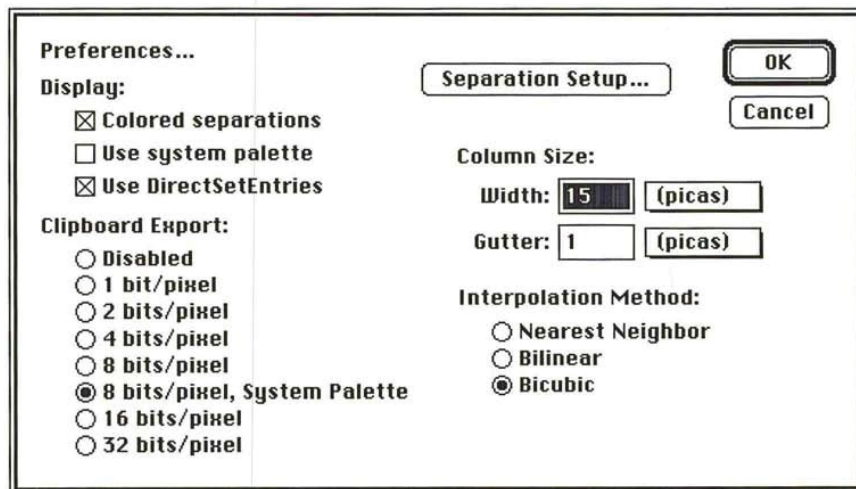 Preferences...
Display:
Colored separations
Use system palette
Use DirectSetEntries
Clipboard Export:
Disabled
1 bit/pixel
2 bits/pixel
4 bits/pixel
8 bits/pixel
8 bits/pixel, System Palette
16 bits/pixel
32 bits/pixel
Separation Setup...
OK
Cancel
Column Size:
Width: 15 (picas)
Gutter: 1 (picas)
Interpolation Method:
Nearest Neighbor
Bilinear
Bicubic